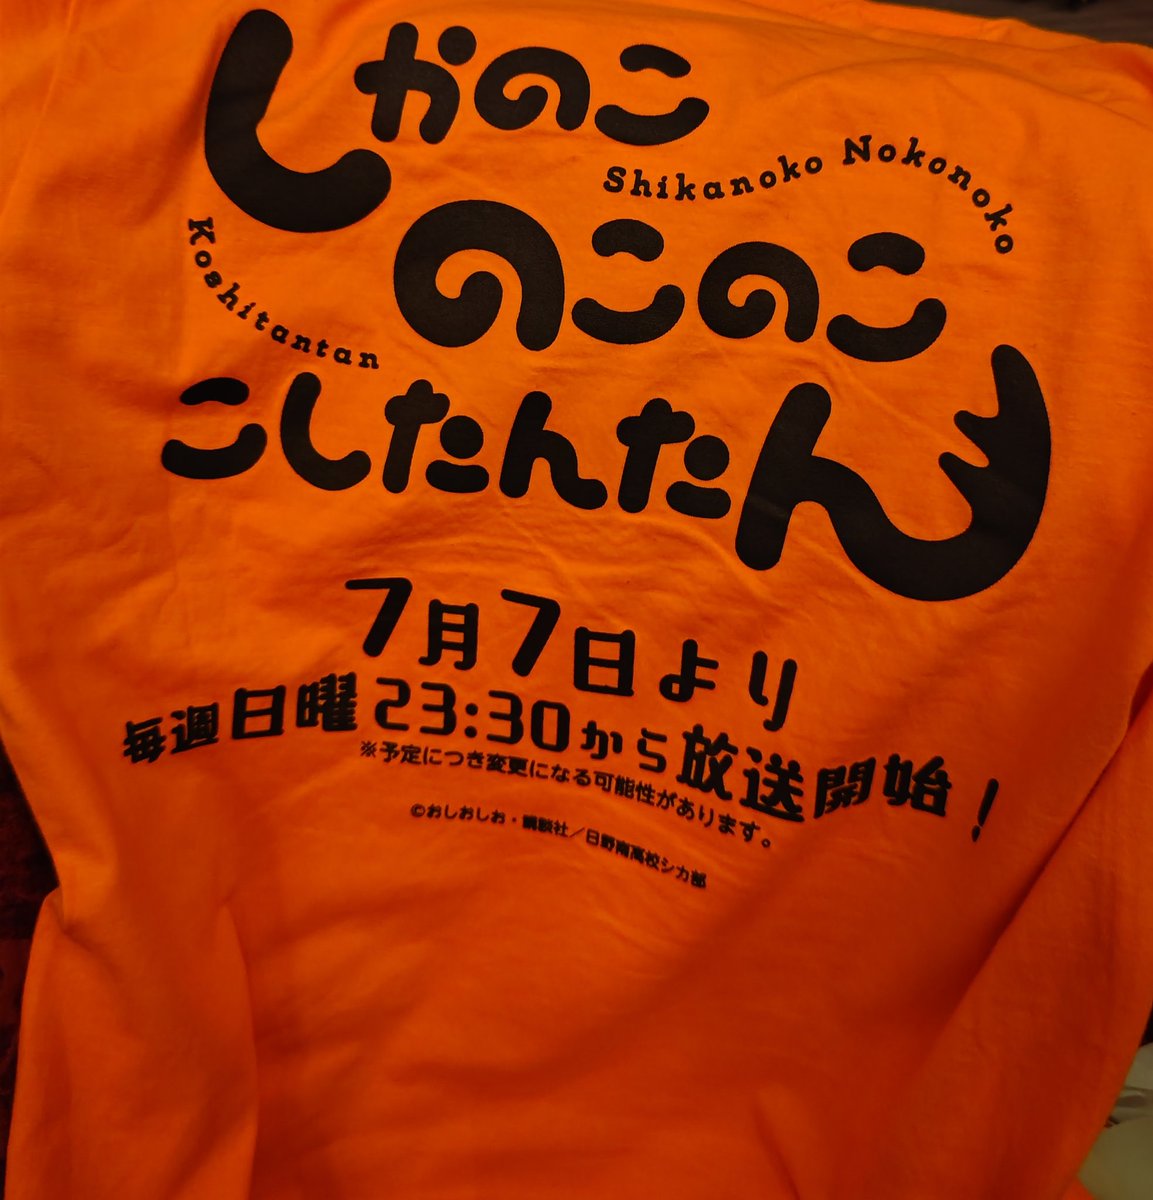 しかのこ
Shikanoko Nokonoko
のこのこ
Koshitantan
こしたんたん
7月7日より
毎週日曜23:30から放送開始！
※予定につき変更になる可能性があります。
©おしおしお・講談社／日野南高校シカ部